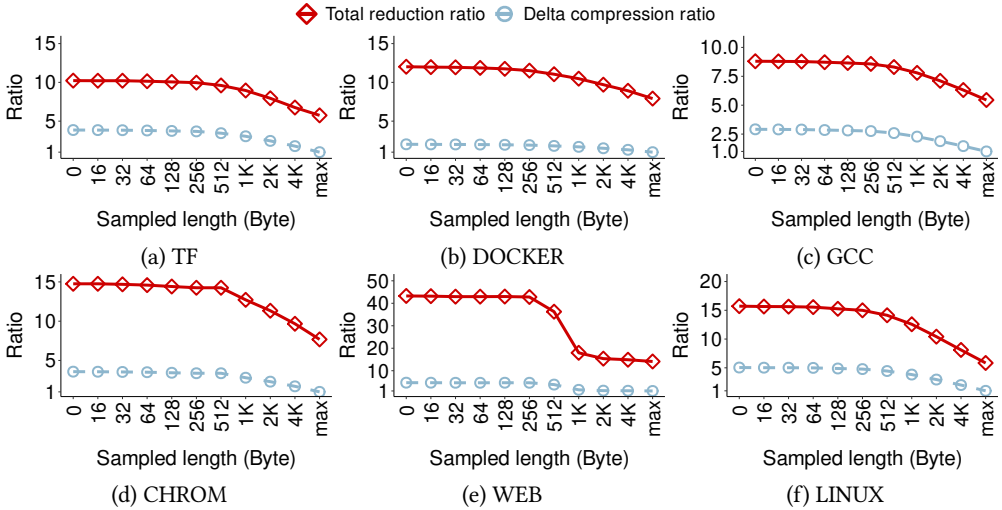 Total reduction ratio Delta compression ratio
15
10
5
1
Ratio
0 16 32 64 128 256 512 1K 2K 4K max
Sampled length (Byte)
(a) TF
15
10
5
1
Ratio
0 16 32 64 128 256 512 1K 2K 4K max
Sampled length (Byte)
(b) DOCKER
10.0
7.5
5.0
2.5
1.0
Ratio
0 16 32 64 128 256 512 1K 2K 4K max
Sampled length (Byte)
(c) GCC
15
10
5
1
Ratio
0 16 32 64 128 256 512 1K 2K 4K max
Sampled length (Byte)
(d) CHROM
50
40
30
20
10
1
Ratio
0 16 32 64 128 256 512 1K 2K 4K max
Sampled length (Byte)
(e) WEB
20
15
10
5
1
Ratio
0 16 32 64 128 256 512 1K 2K 4K max
Sampled length (Byte)
(f) LINUX